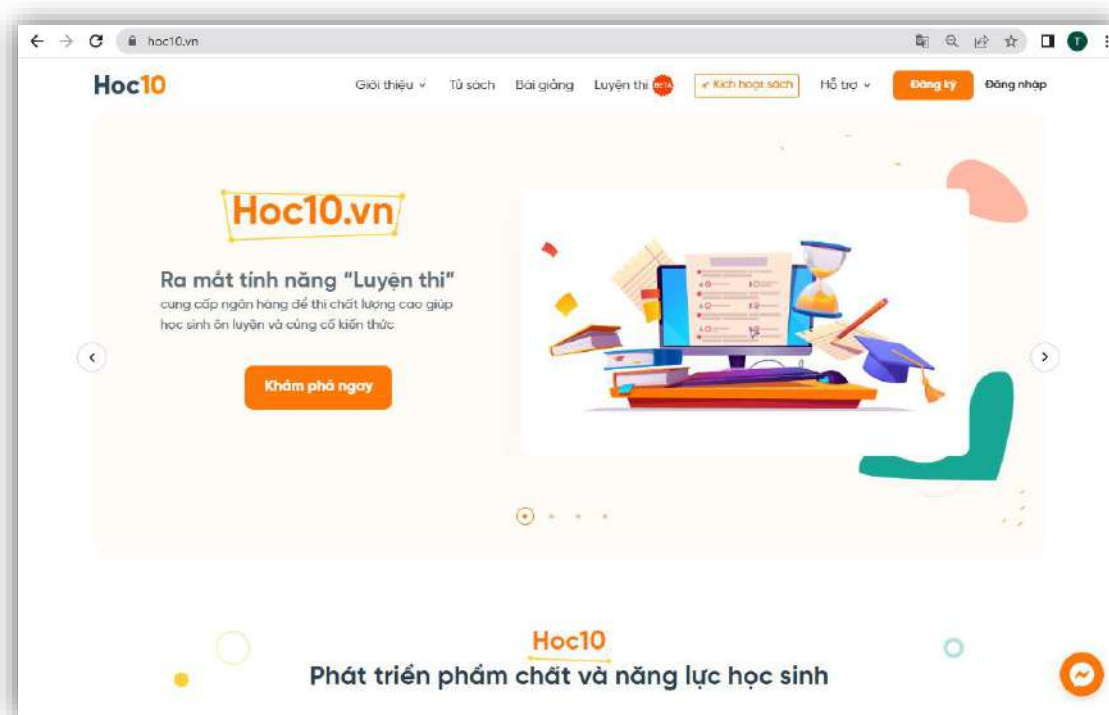 hoc10.vn
T
Hoc10
Giới thiệu
Tủ sách
Bài giảng
Luyện thi
BETA
Kích hoạt sách
Hỗ trợ
Đăng ký
Đăng nhập
Hoc10.vn
Ra mắt tính năng "Luyện thi"
cung cấp ngân hàng đề thi chất lượng cao giúp
học sinh ôn luyện và củng cố kiến thức
Khám phá ngay
Hoc10
Phát triển phẩm chất và năng lực học sinh